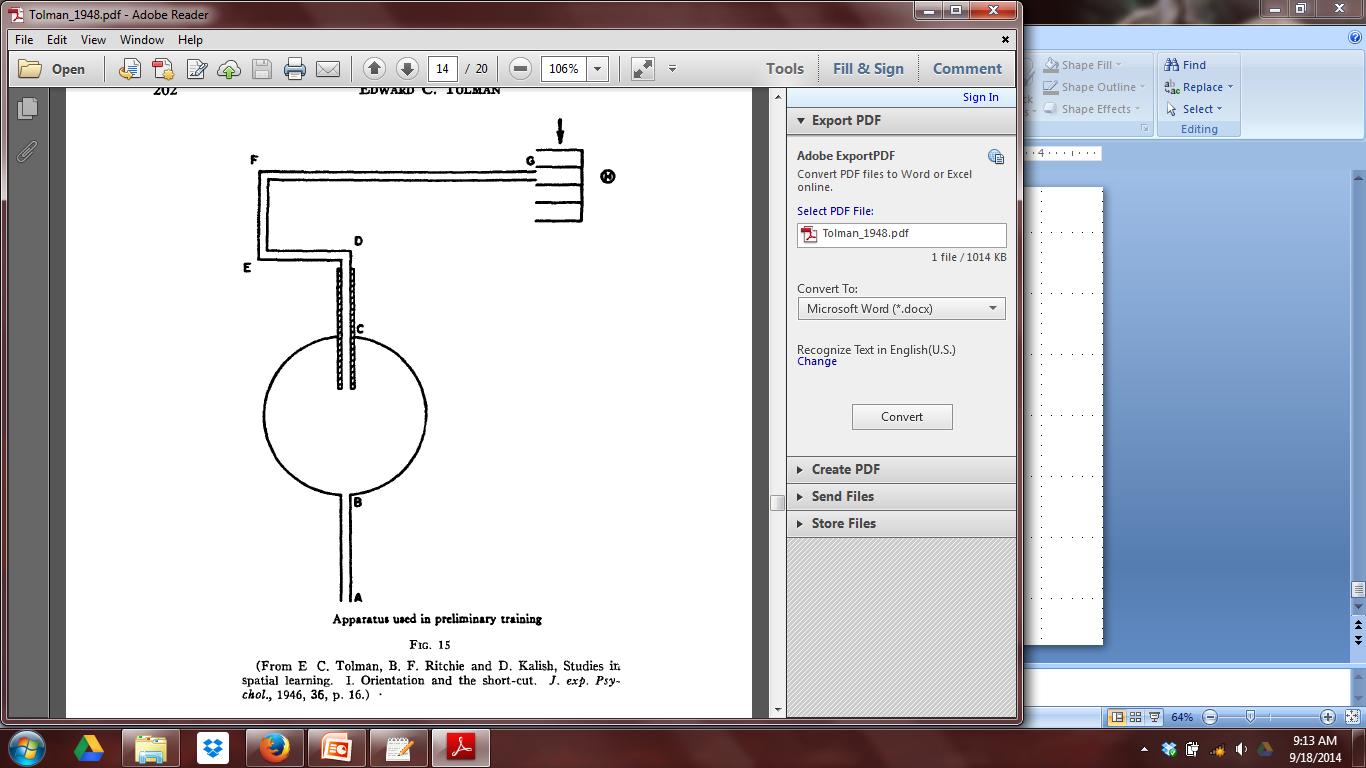 Tolman_1948.pdf - Adobe Reader
File Edit View Window Help
Open 14 / 20 106% Tools Fill & Sign Comment
Sign In
202 EDWARD C. TOLMAN
F
G
H
D
E
C
B
A
Apparatus used in preliminary training
FIG. 15
(From E C. Tolman, B. F. Ritchie and D. Kalish, Studies in
spatial learning. I. Orientation and the short-cut. J. exp. Psy-
chol., 1946, 36, p. 16.)
Export PDF
Adobe ExportPDF
Convert PDF files to Word or Excel
online.
Select PDF File:
Tolman_1948.pdf
1 file / 1014 KB
Convert To:
Microsoft Word (*.docx)
Recognize Text in English(U.S.)
Change
Convert
Create PDF
Send Files
Store Files
Shape Fill
Shape Outline
Shape Effects
Find
Replace
Select
Editing
4
64%
9:13 AM
9/18/2014